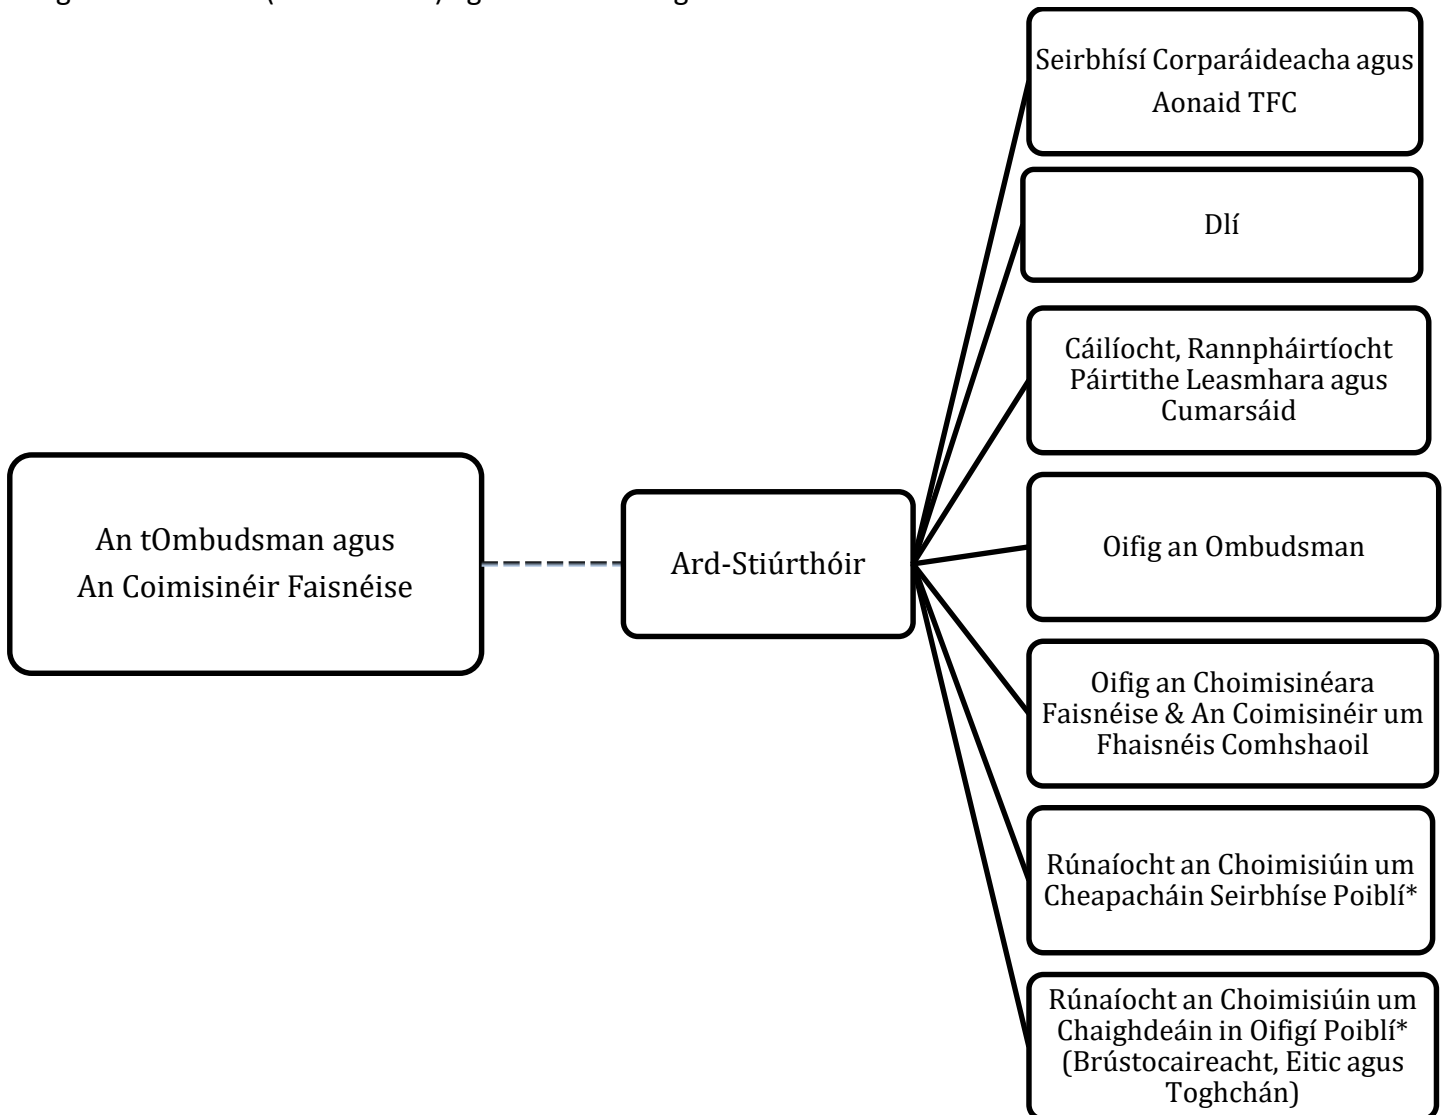 An tOmbudsman agus
An Coimisinéir Faisnéise
Ard-Stiúrthóir
Seirbhísí Corparáideacha agus
Aonaid TFC
Dlí
Cáilíocht, Rannpháirtíocht
Páirtithe Leasmhara agus
Cumarsáid
Oifig an Ombudsman
Oifig an Choimisinéara
Faisnéise & An Coimisinéir um
Fhaisnéis Comhshaoil
Rúnaíocht an Choimisiúin um
Cheapacháin Seirbhíse Poiblí*
Rúnaíocht an Choimisiúin um
Chaighdeáin in Oifigí Poiblí*
(Brústocaireacht, Eitic agus
Toghchán)